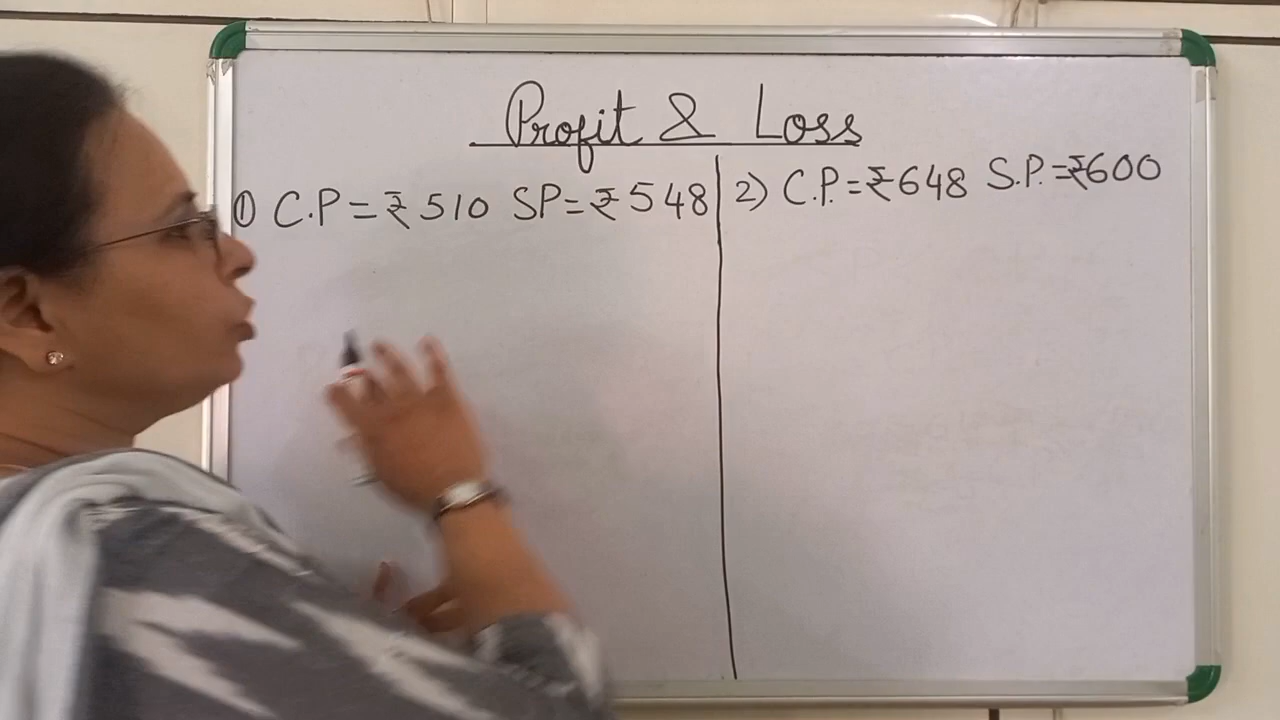 Profit & Loss
① C.P = ₹ 510 SP = ₹ 548
2) C.P. = ₹648 S.P. = ₹600